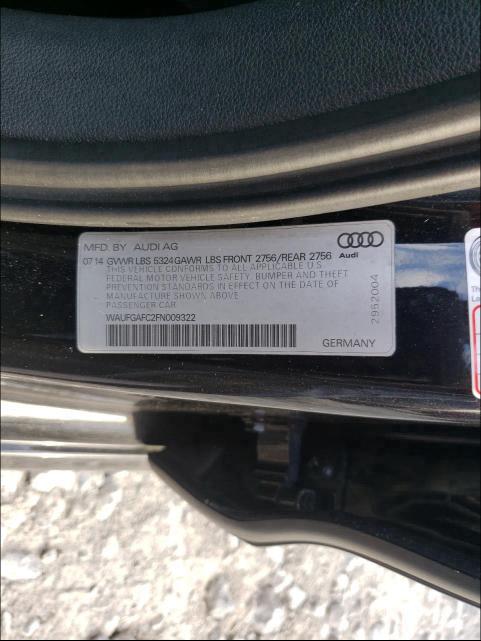 MFD. BY AUDI AG
07 14 GVWR LBS 5324 GAWR LBS FRONT 2756/REAR 2756
THIS VEHICLE CONFORMS TO ALL APPLICABLE U.S.
FEDERAL MOTOR VEHICLE SAFETY, BUMPER AND THEFT
PREVENTION STANDARDS IN EFFECT ON THE DATE OF
MANUFACTURE SHOWN ABOVE
PASSENGER CAR
WAUFGAFC2FN009322
GERMANY
Audi
2952004